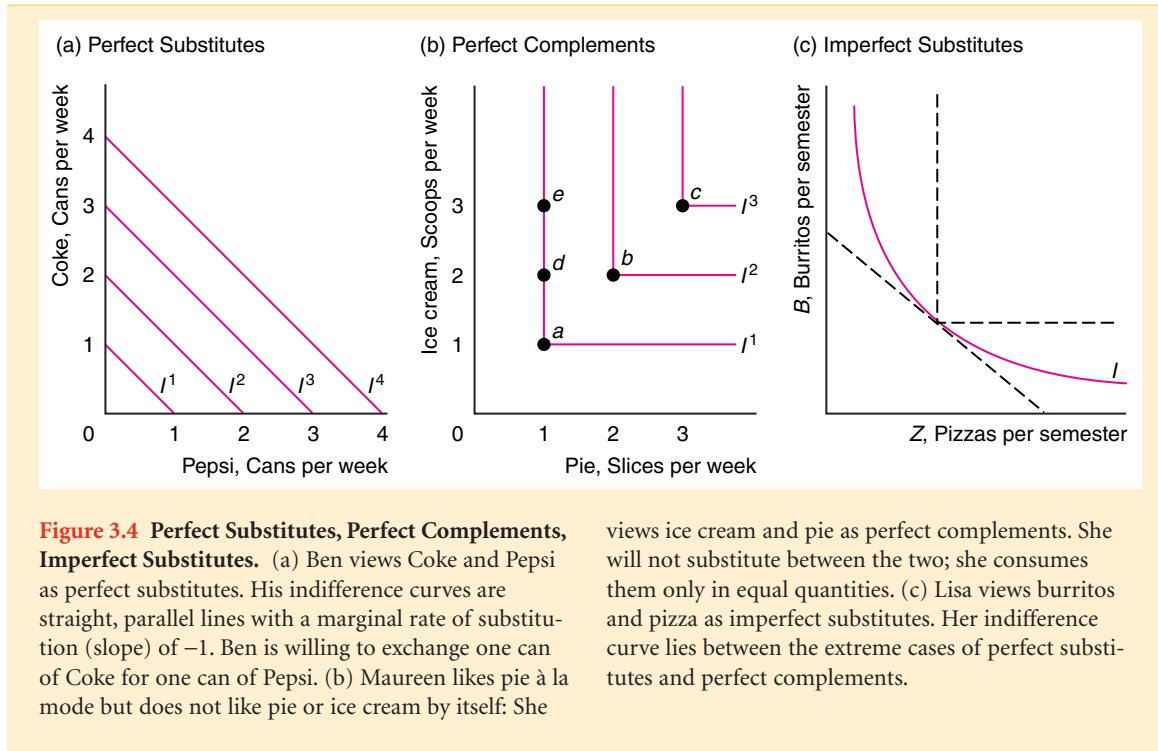 (a) Perfect Substitutes
Coke, Cans per week
4
3
2
1
0
I¹
I²
I³
I⁴
1
2
3
4
Pepsi, Cans per week
(b) Perfect Complements
Ice cream, Scoops per week
3
2
1
0
e
d
a
b
c
I³
I²
I¹
1
2
3
Pie, Slices per week
(c) Imperfect Substitutes
B, Burritos per semester
I
Z, Pizzas per semester
Figure 3.4 Perfect Substitutes, Perfect Complements,
Imperfect Substitutes. (a) Ben views Coke and Pepsi
as perfect substitutes. His indifference curves are
straight, parallel lines with a marginal rate of substitu-
tion (slope) of −1. Ben is willing to exchange one can
of Coke for one can of Pepsi. (b) Maureen likes pie à la
mode but does not like pie or ice cream by itself: She
views ice cream and pie as perfect complements. She
will not substitute between the two; she consumes
them only in equal quantities. (c) Lisa views burritos
and pizza as imperfect substitutes. Her indifference
curve lies between the extreme cases of perfect substi-
tutes and perfect complements.